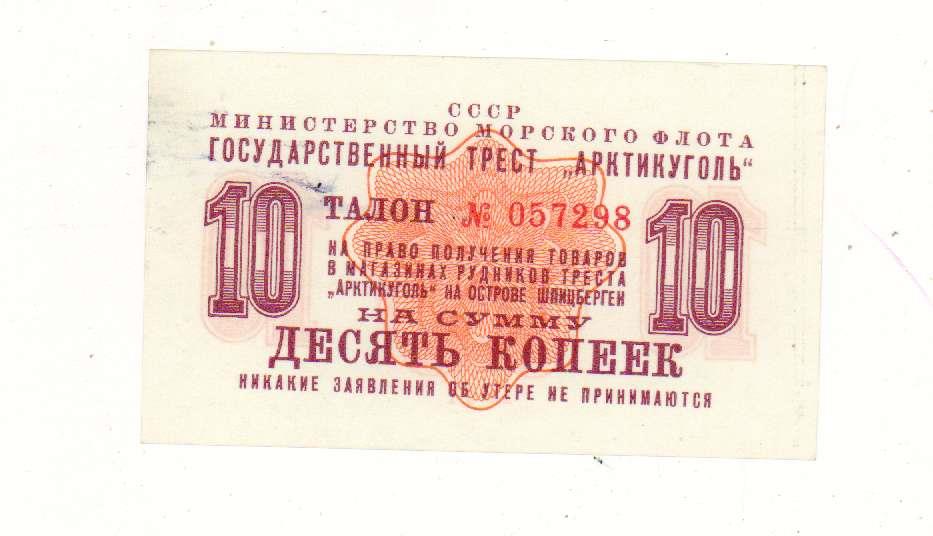 СССР
МИНИСТЕРСТВО МОРСКОГО ФЛОТА
ГОСУДАРСТВЕННЫЙ ТРЕСТ „АРКТИКУГОЛЬ“
10 ТАЛОН № 057298 10
НА ПРАВО ПОЛУЧЕНИЯ ТОВАРОВ
В МАГАЗИНАХ РУДНИКОВ ТРЕСТА
„АРКТИКУГОЛЬ“ НА ОСТРОВЕ ШПИЦБЕРГЕН
НА СУММУ
ДЕСЯТЬ КОПЕЕК
НИКАКИЕ ЗАЯВЛЕНИЯ ОБ УТЕРЕ НЕ ПРИНИМАЮТСЯ